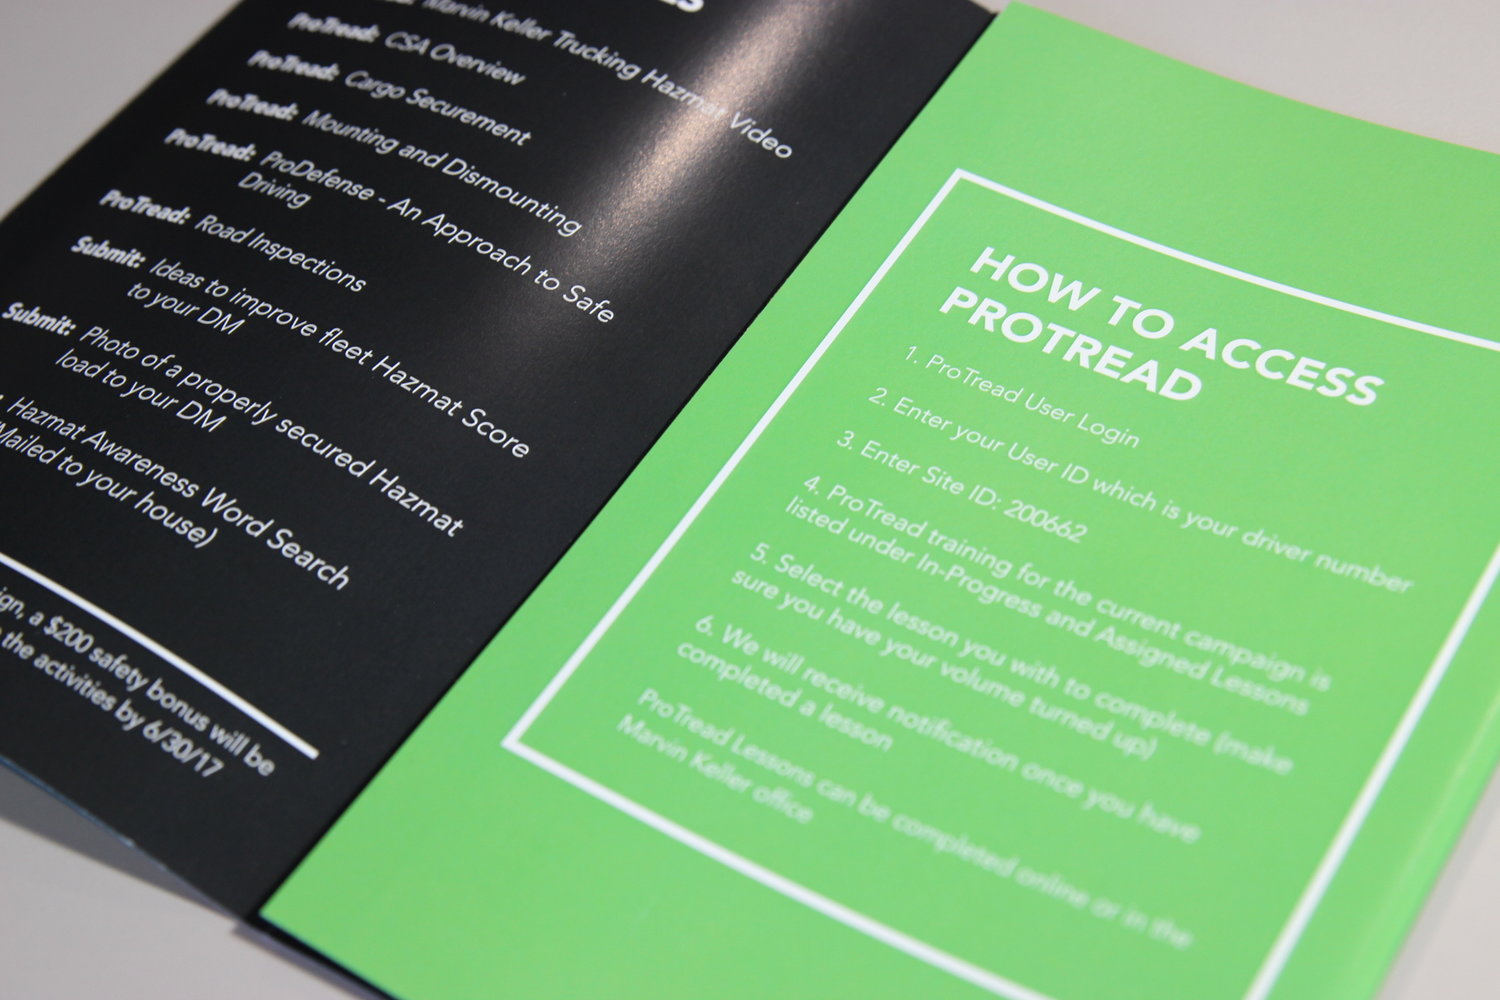 Marvin Keller Trucking Hazmat Video
ProTread: CSA Overview
ProTread: Cargo Securement
ProTread: Mounting and Dismounting
ProTread: ProDefense - An Approach to Safe
Driving
ProTread: Road Inspections
Submit: Ideas to improve fleet Hazmat Score
to your DM
Submit: Photo of a properly secured Hazmat
load to your DM
Hazmat Awareness Word Search
(Mailed to your house)
a $200 safety bonus will be
the activities by 6/30/17
HOW TO ACCESS
PROTREAD
1. ProTread User Login
2. Enter your User ID which is your driver number
3. Enter Site ID: 200662
4. ProTread training for the current campaign is
listed under In-Progress and Assigned Lessons
5. Select the lesson you with to complete (make
sure you have your volume turned up)
6. We will receive notification once you have
completed a lesson
ProTread Lessons can be completed online or in the
Marvin Keller office